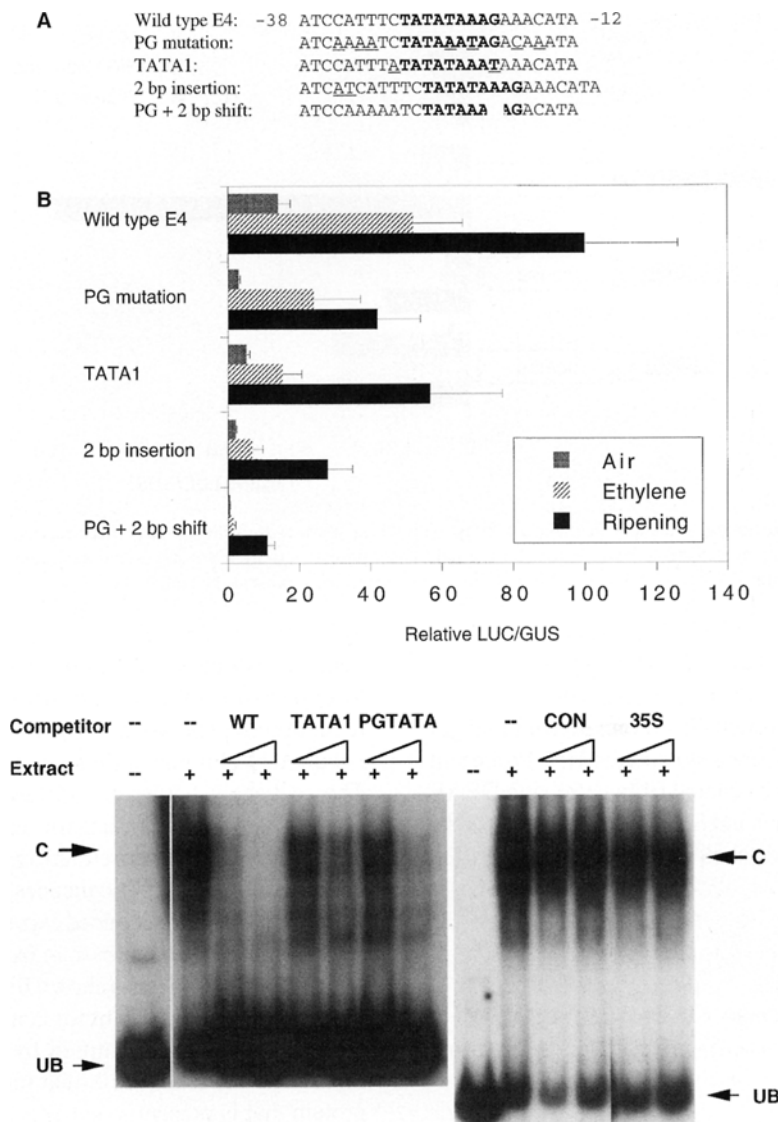 A
Wild type E4: -38 ATCCATTTCTATATAAAGAAACATA -12
PG mutation: ATCAAAATCTATAAATAGACAAATA
TATA1: ATCCATTTATATATAAATAAACATA
2 bp insertion: ATCATCATTTCTATATAAAGAAACATA
PG + 2 bp shift: ATCCAAAAATCTATAAA AGACATA
B
Wild type E4
PG mutation
TATA1
2 bp insertion
PG + 2 bp shift
Air
Ethylene
Ripening
0 20 40 60 80 100 120 140
Relative LUC/GUS
Competitor -- -- WT TATA1 PGTATA -- CON 35S
Extract -- + + + + + + + -- + + + + +
C C
UB UB